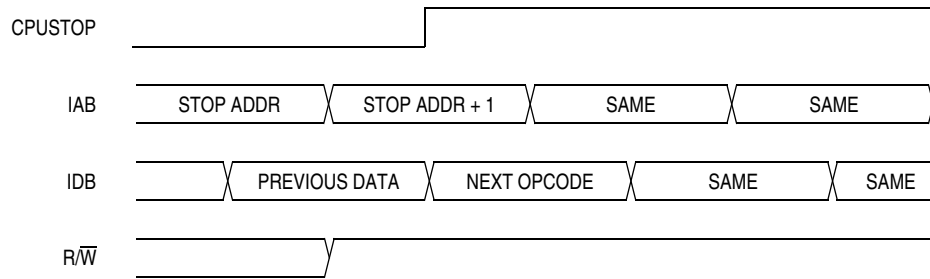 CPUSTOP
IAB STOP ADDR STOP ADDR + 1 SAME SAME
IDB PREVIOUS DATA NEXT OPCODE SAME SAME
R/W̅